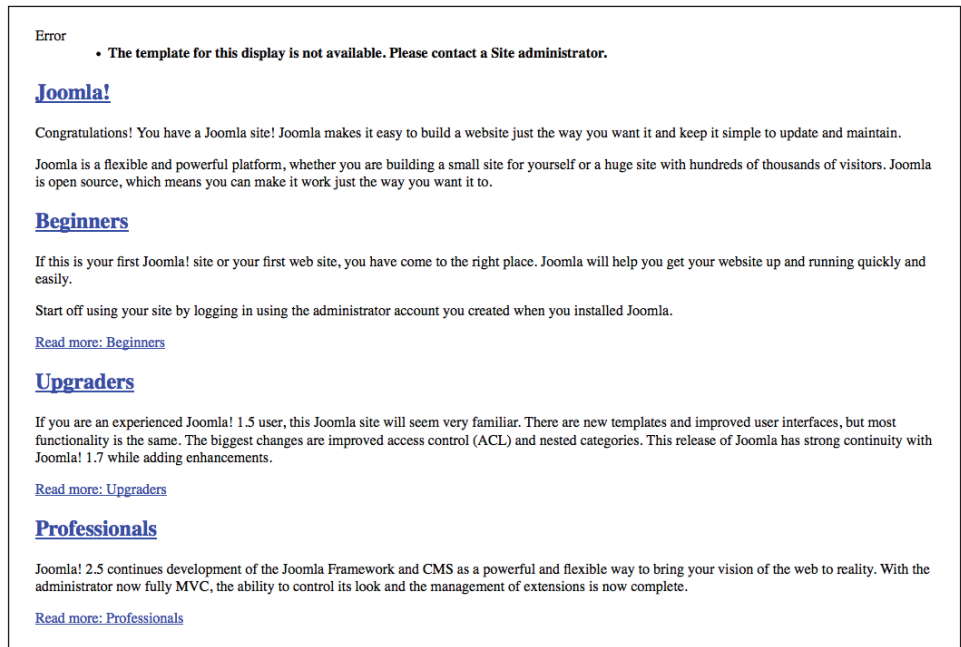 Error
• The template for this display is not available. Please contact a Site administrator.
Joomla!
Congratulations! You have a Joomla site! Joomla makes it easy to build a website just the way you want it and keep it simple to update and maintain.
Joomla is a flexible and powerful platform, whether you are building a small site for yourself or a huge site with hundreds of thousands of visitors. Joomla
is open source, which means you can make it work just the way you want it to.
Beginners
If this is your first Joomla! site or your first web site, you have come to the right place. Joomla will help you get your website up and running quickly and
easily.
Start off using your site by logging in using the administrator account you created when you installed Joomla.
Read more: Beginners
Upgraders
If you are an experienced Joomla! 1.5 user, this Joomla site will seem very familiar. There are new templates and improved user interfaces, but most
functionality is the same. The biggest changes are improved access control (ACL) and nested categories. This release of Joomla has strong continuity with
Joomla! 1.7 while adding enhancements.
Read more: Upgraders
Professionals
Joomla! 2.5 continues development of the Joomla Framework and CMS as a powerful and flexible way to bring your vision of the web to reality. With the
administrator now fully MVC, the ability to control its look and the management of extensions is now complete.
Read more: Professionals